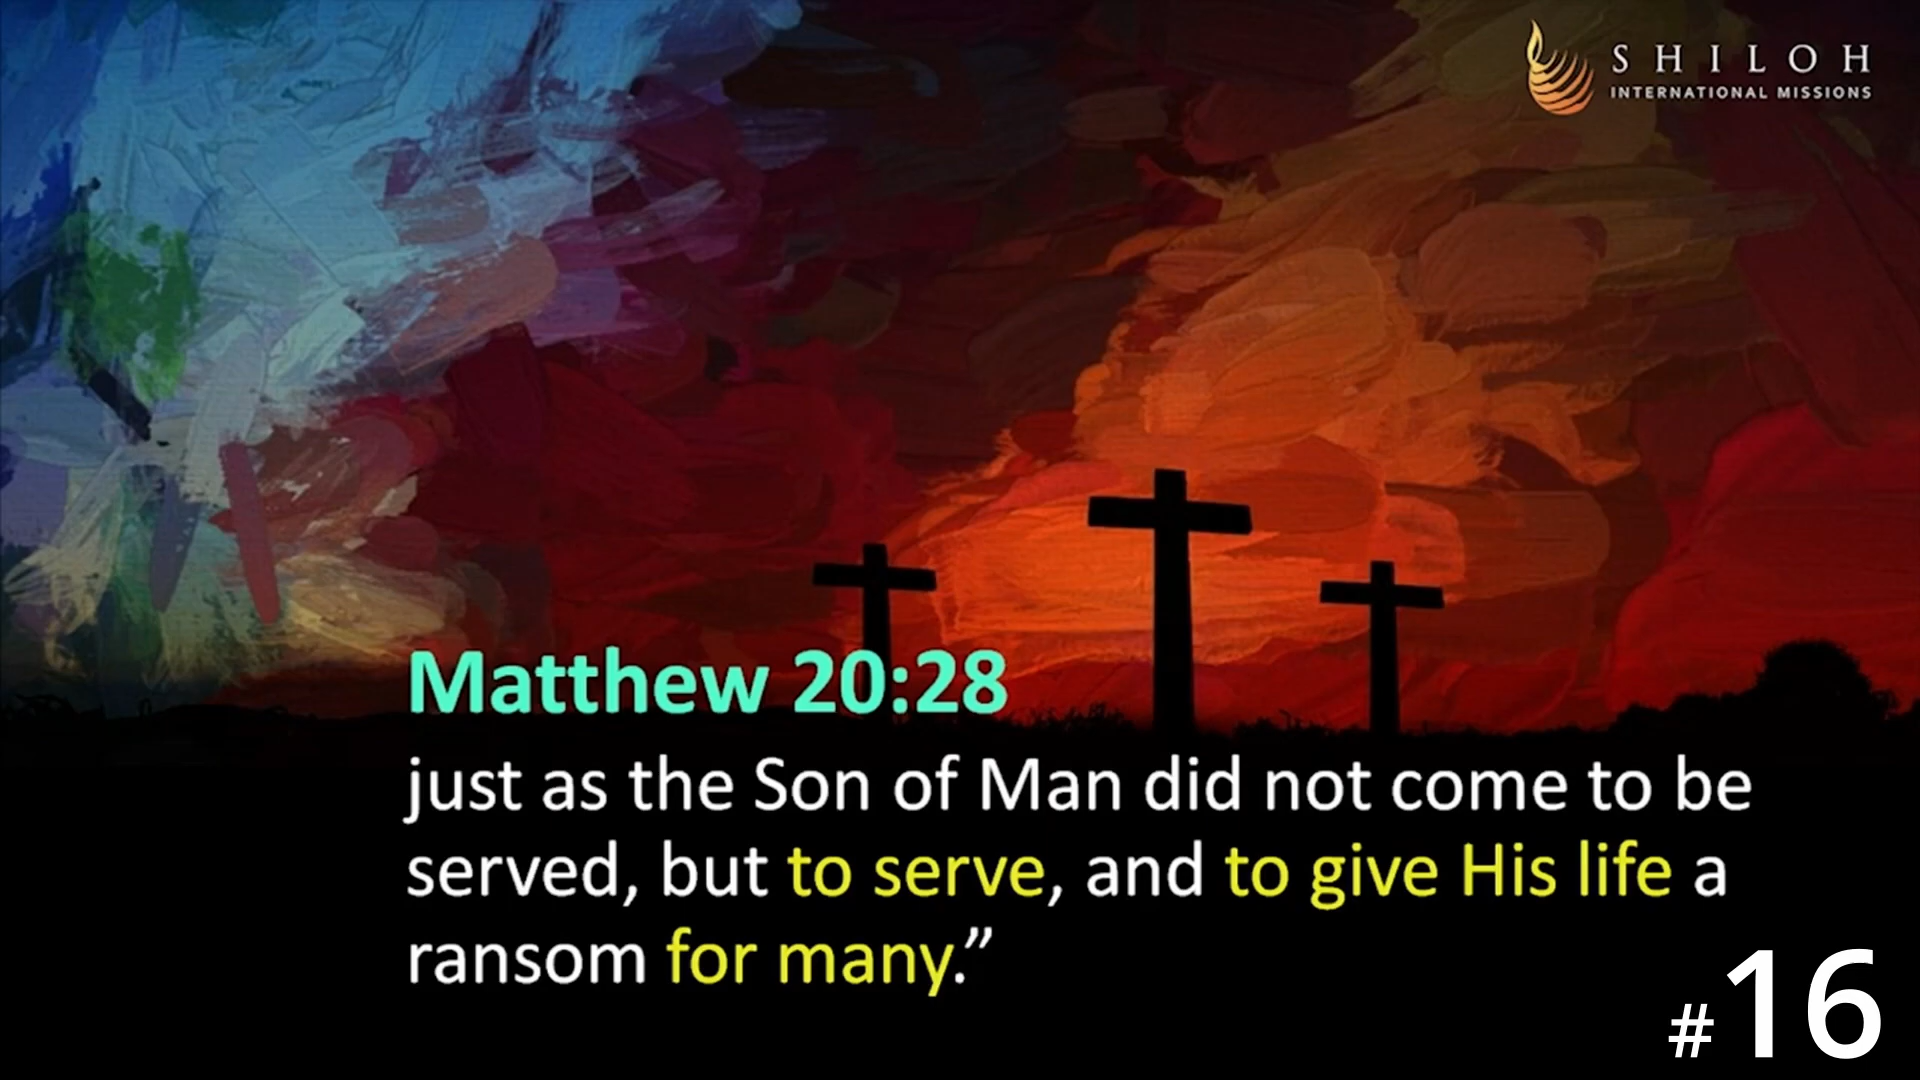 SHILOH
INTERNATIONAL MISSIONS
Matthew 20:28
just as the Son of Man did not come to be
served, but to serve, and to give His life a
ransom for many.”
#16